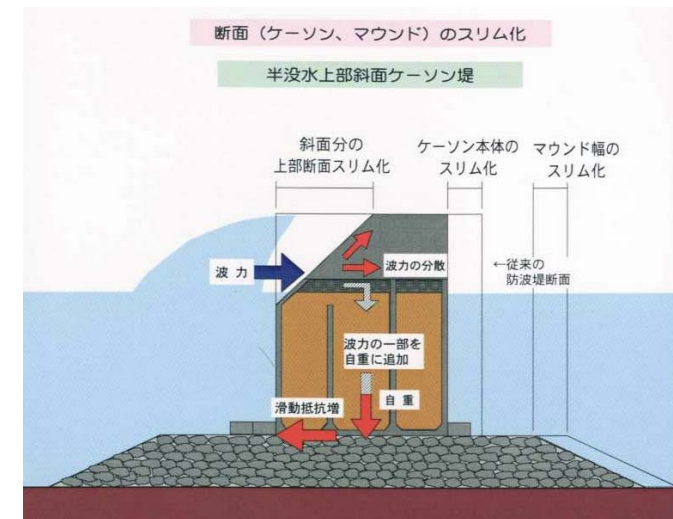 断面（ケーソン、マウンド）のスリム化
半没水上部斜面ケーソン堤
斜面分の
上部断面スリム化
ケーソン本体の
スリム化
マウンド幅の
スリム化
波力
波力の分散
←従来の
防波堤断面
波力の一部を
自重に追加
滑動抵抗増
自重